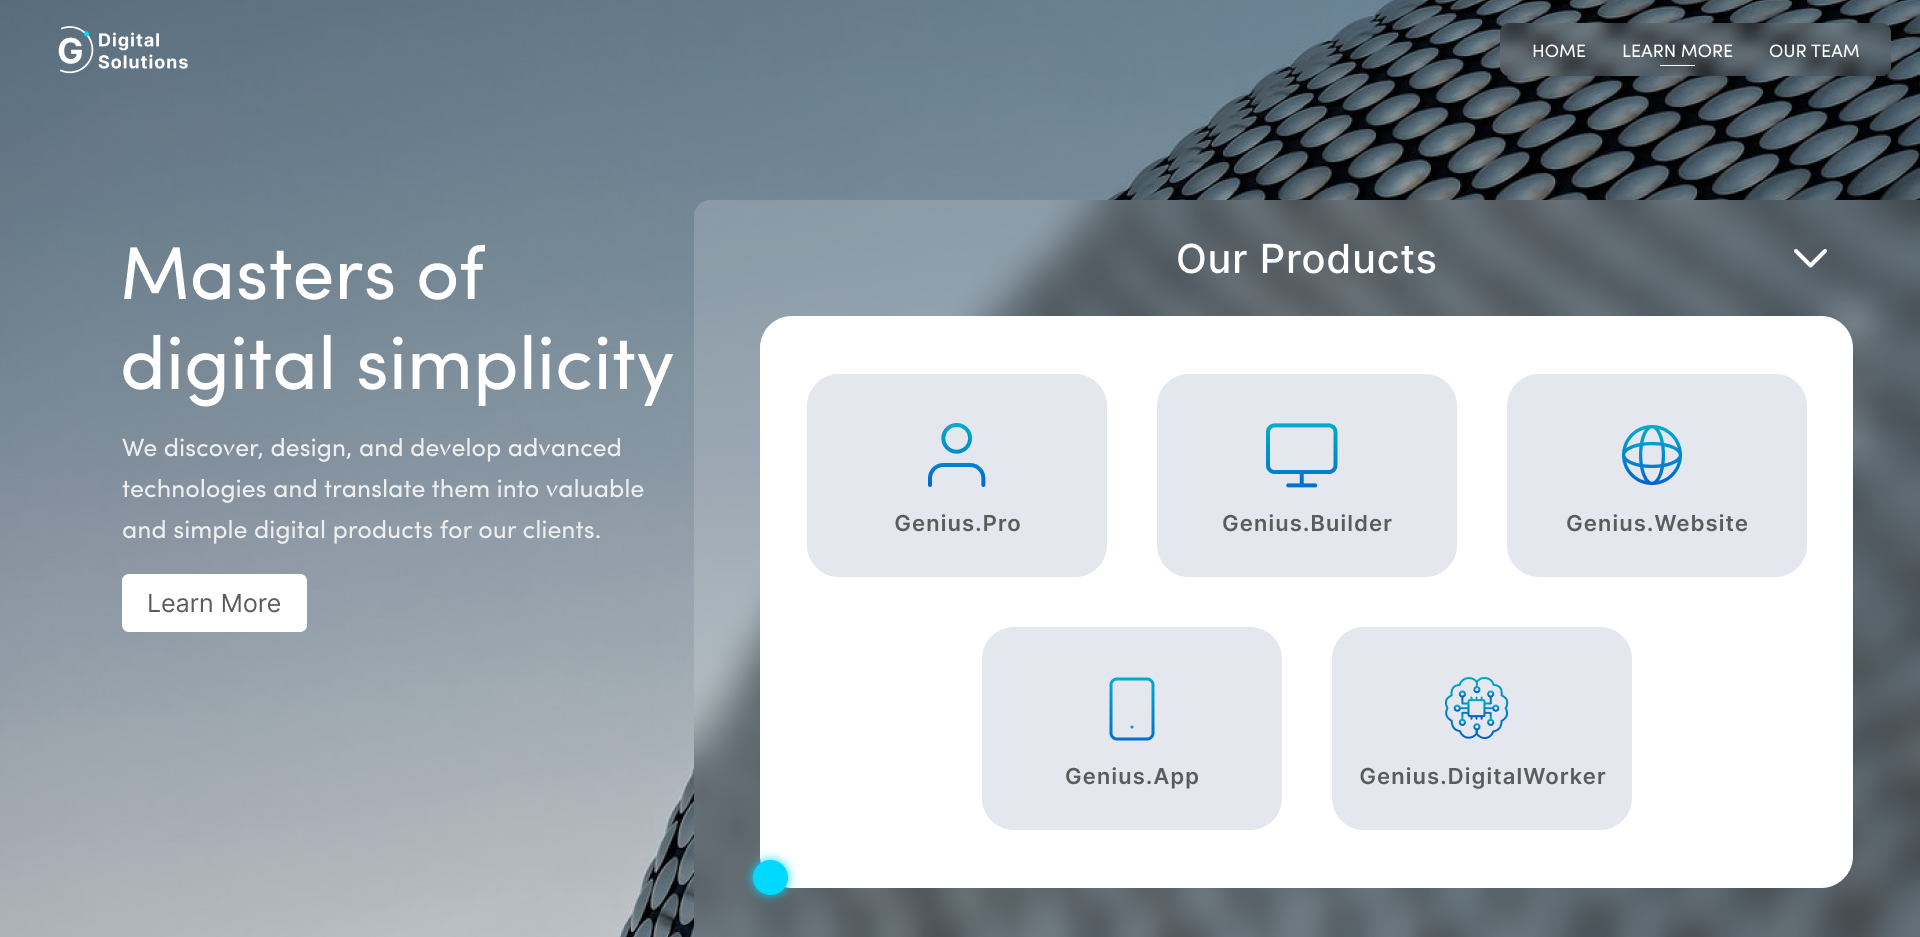 G Digital
Solutions
HOME LEARN MORE OUR TEAM
Masters of
digital simplicity
We discover, design, and develop advanced
technologies and translate them into valuable
and simple digital products for our clients.
Learn More
Our Products
Genius.Pro
Genius.Builder
Genius.Website
Genius.App
Genius.DigitalWorker